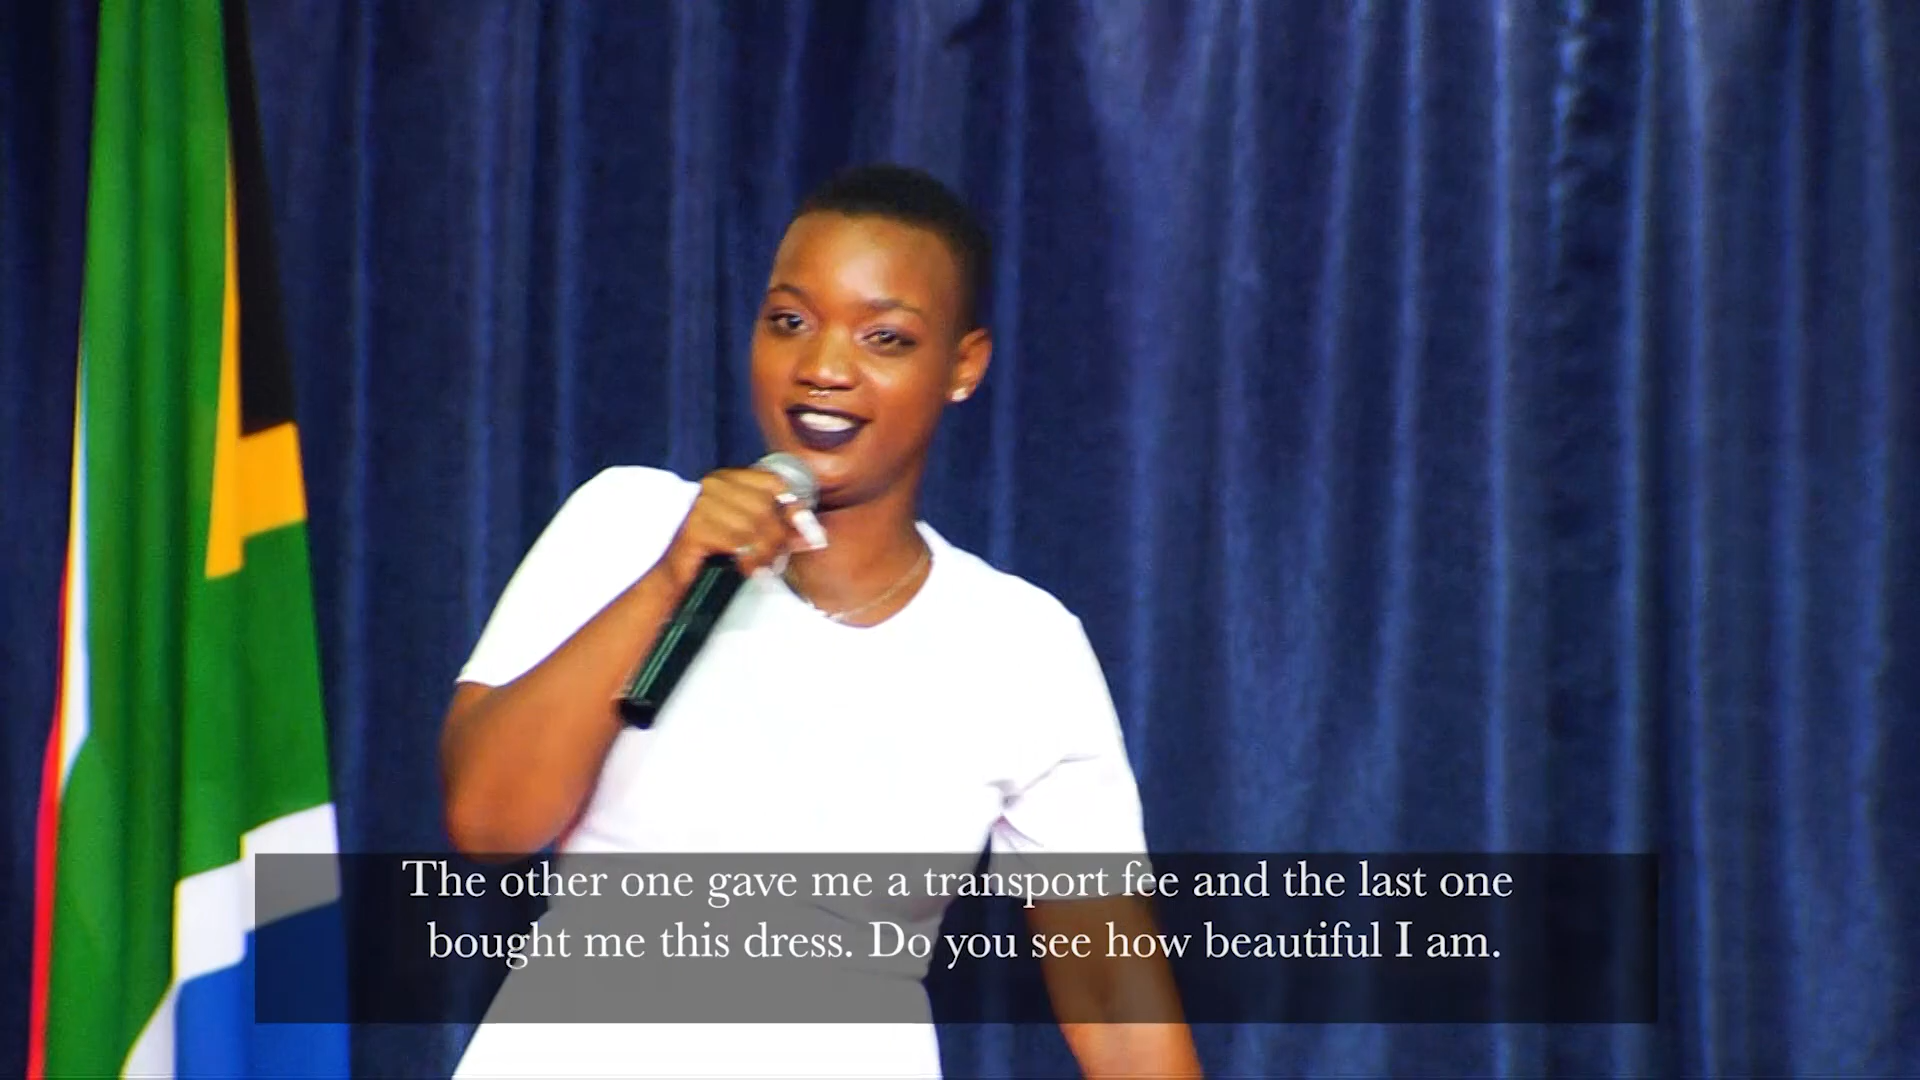 The other one gave me a transport fee and the last one
bought me this dress. Do you see how beautiful I am.